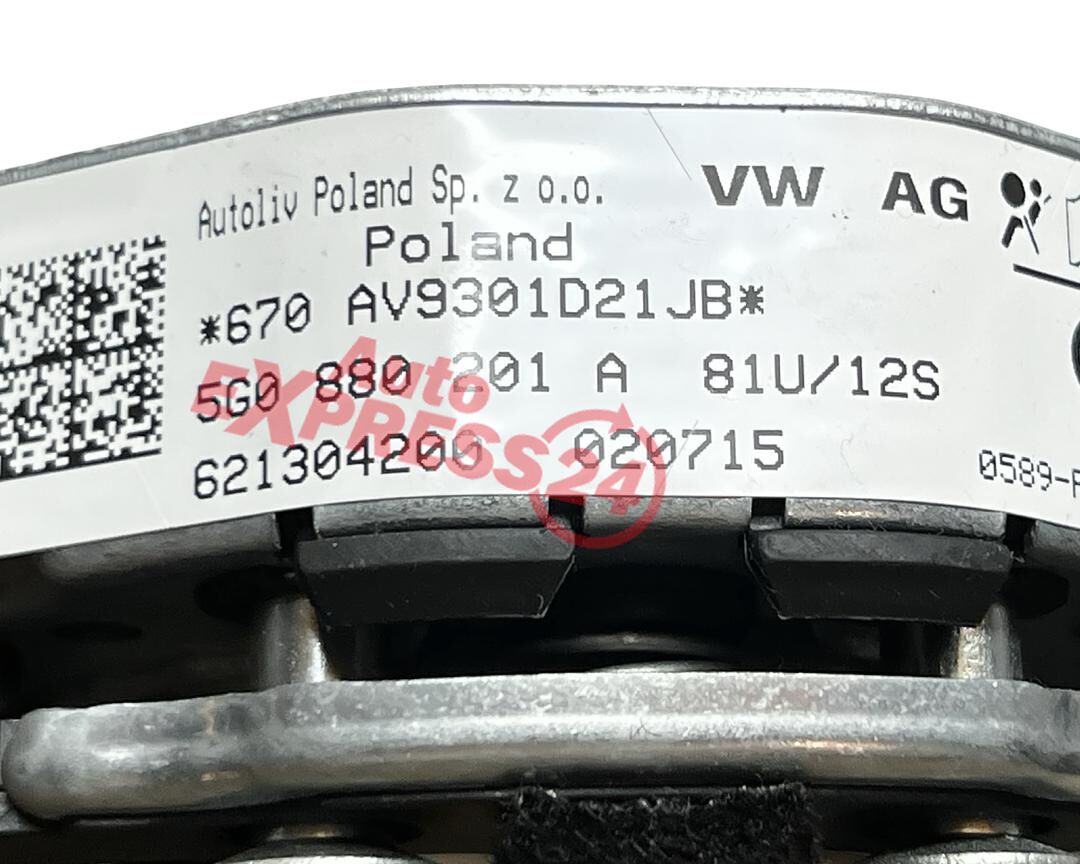 Autoliv Poland Sp. z o.o.
VW AG
Poland
*670 AV9301D21JB*
5G0 880 201 A 81U/12S
621304200 020715
0589-
Auto
EXPRESS24